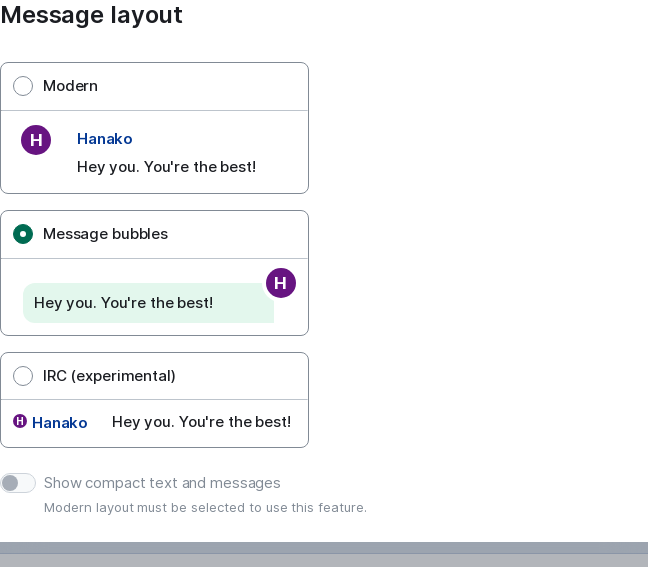 Message layout
Modern
H
Hanako
Hey you. You're the best!
Message bubbles
H
Hey you. You're the best!
IRC (experimental)
H Hanako Hey you. You're the best!
Show compact text and messages
Modern layout must be selected to use this feature.